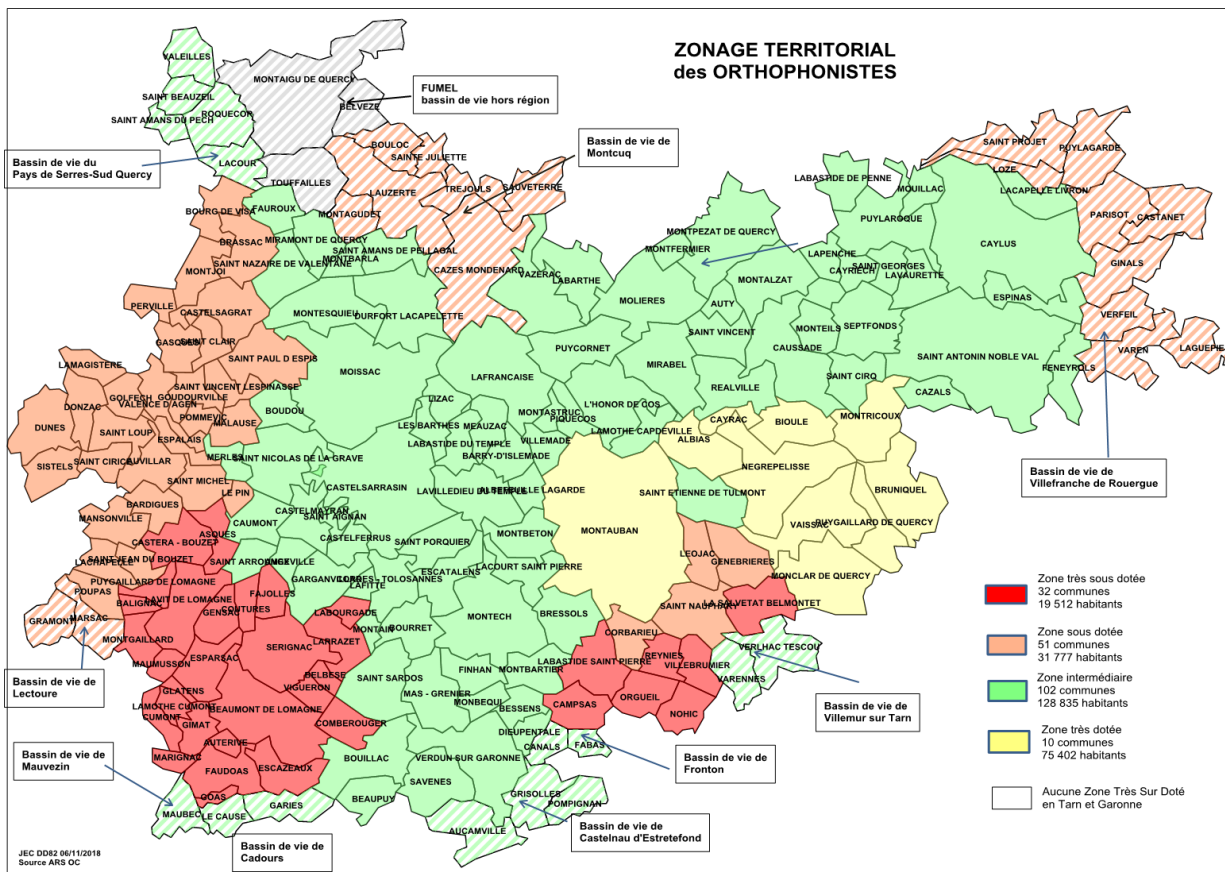 ZONAGE TERRITORIAL
des ORTHOPHONISTES
VALEILLES
MONTAIGU DE QUERCY
FUMEL
bassin de vie hors région
BELVEZE
SAINT BEAUZEIL
ROQUECOR
SAINT AMANS DU PECH
Bassin de vie de
Montcuq
BOULOC
SAINTE JULIETTE
SAINT PROJET
PUYLAGARDE
LOZE
Bassin de vie du
Pays de Serres-Sud Quercy
LACOUR
TOUFFAILLES
LAUZERTE
TREJOULS
SAUVETERRE
LABASTIDE DE PENNE
MOUILLAC
LACAPELLE LIVRON
BOURG DE VISA
FAUROUX
MONTAGUDET
PUYLAROQUE
PARISOT
CASTANET
BRASSAC
MIRAMONT DE QUERCY
SAINT AMANS DE PELLAGAL
MONTBARLA
MONTPEZAT DE QUERCY
MONTFERMIER
CAYLUS
SAINT NAZAIRE DE VALENTANE
MONTJOI
CAZES MONDENARD
VAZERAC
LABARTHE
LAPENCHE
CAYRIECH
SAINT GEORGES
LAVAURETTE
GINALS
MONTALZAT
PERVILLE
CASTELSAGRAT
MONTESQUIEU
DURFORT LACAPELETTE
MOLIERES
AUTY
ESPINAS
VERFEIL
GASQUES
SAINT CLAIR
SAINT VINCENT
MONTEILS
SEPTFONDS
VAREN
LAGUEPIE
LAMAGISTERE
SAINT PAUL D ESPIS
MOISSAC
PUYCORNET
CAUSSADE
SAINT ANTONIN NOBLE VAL
FENEYROLS
GOLFECH
GOUDOURVILLE
SAINT VINCENT LESPINASSE
LAFRANCAISE
MIRABEL
REALVILLE
SAINT CIRQ
CAZALS
DONZAC
VALENCE D'AGEN
POMMEVIC
MALAUSE
BOUDOU
LIZAC
L'HONOR DE COS
MONTASTRUC
PIQUECOS
CAYRAC
BIOULE
MONTRICOUX
DUNES
SAINT LOUP
ESPALAIS
LES BARTHES
MEAUZAC
LAMOTHE CAPDEVILLE
ALBIAS
SISTELS
SAINT CIRICE
AUVILLAR
MERLES
SAINT NICOLAS DE LA GRAVE
LABASTIDE DU TEMPLE
VILLEMADE
BARRY-D'ISLEMADE
NEGREPELISSE
Bassin de vie de
Villefranche de Rouergue
SAINT MICHEL
LE PIN
CASTELSARRASIN
LAVILLEDIEU DU TEMPLE
LAGARDE
SAINT ETIENNE DE TULMONT
BRUNIQUEL
BARDIGUES
MANSONVILLE
CASTELMAYRAN
SAINT AIGNAN
MONTAUBAN
VAISSAC
PUYGAILLARD DE QUERCY
ASQUES
CAUMONT
CASTELFERRUS
SAINT PORQUIER
MONTBETON
CASTERA - BOUZET
SAINT JEAN DU BOUZET
LACHAPELLE
SAINT ARROUMEX
ANGEVILLE
LACOURT SAINT PIERRE
LEOJAC
GENEBRIERES
PUYGAILLARD DE LOMAGNE
POUPAS
GARGANVILLAR
CORDES - TOLOSANNES
LAFITTE
ESCATALENS
MONCLAR DE QUERCY
GRAMONT
MARSAC
BALIGNAC
LAVIT DE LOMAGNE
GENSAC
COUTURES
FAJOLLES
LABOURGADE
MONTECH
BRESSOLS
SAINT NAUPHARY
LA SALVETAT BELMONTET
Zone très sous dotée
32 communes
19 512 habitants
MONTGAILLARD
MAUMUSSON
ESPARSAC
SERIGNAC
LARRAZET
MONTAIN
BOURRET
CORBARIEU
REYNIES
VILLEBRUMIER
VERLHAC TESCOU
VARENNES
Zone sous dotée
51 communes
31 777 habitants
Bassin de vie de
Lectoure
GLATENS
BELBESE
VIGUERON
SAINT SARDOS
FINHAN
MONTBARTIER
LABASTIDE SAINT PIERRE
ORGUEIL
LAMOTHE CUMONT
CUMONT
GIMAT
BEAUMONT DE LOMAGNE
COMBEROUGER
MAS - GRENIER
MONBEQUI
BESSENS
CAMPSAS
NOHIC
Bassin de vie de
Villemur sur Tarn
Zone intermédiaire
102 communes
128 835 habitants
Bassin de vie de
Mauvezin
MARIGNAC
AUTERIVE
FAUDOAS
ESCAZEAUX
BOUILLAC
VERDUN SUR GARONNE
DIEUPENTALE
CANALS
FABAS
Bassin de vie de
Fronton
Zone très dotée
10 communes
75 402 habitants
GOAS
MAUBEC
LE CAUSE
GARIES
BEAUPUY
SAVENES
GRISOLLES
POMPIGNAN
Aucune Zone Très Sur Doté
en Tarn et Garonne
AUCAMVILLE
Bassin de vie de
Castelnau d'Estretefond
Bassin de vie de
Cadours
JEC DD82 06/11/2018
Source ARS OC